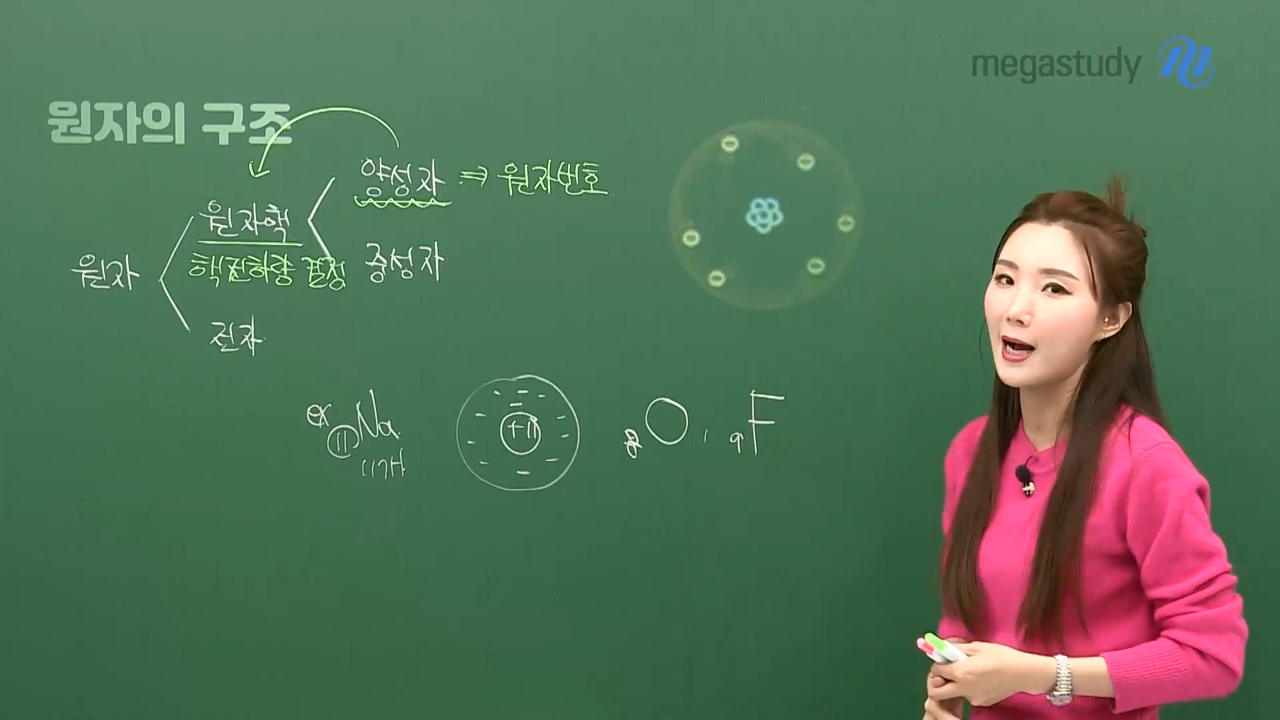 megastudy
원자의 구조
양성자 ⇒ 원자번호
원자핵
핵전하량 결정
중성자
원자
전자
ex 11Na
11개
+11
8O, 9F